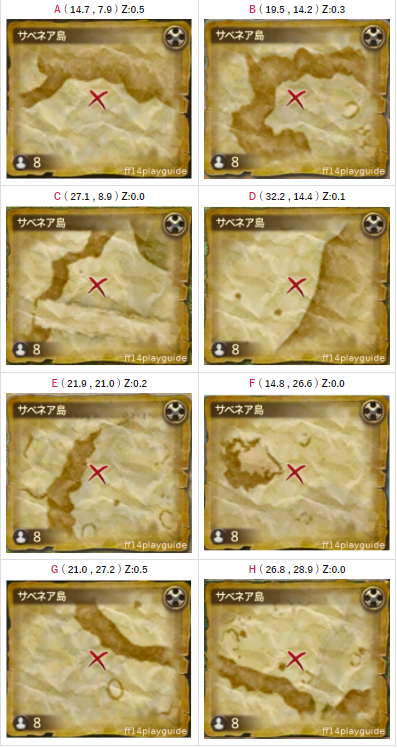 A ( 14.7 , 7.9 ) Z:0.5
サベネア島
8
ff14playguide
B ( 19.5 , 14.2 ) Z:0.3
サベネア島
8
ff14playguide
C ( 27.1 , 8.9 ) Z:0.0
サベネア島
8
ff14playguide
D ( 32.2 , 14.4 ) Z:0.1
サベネア島
8
ff14playguide
E ( 21.9 , 21.0 ) Z:0.2
サベネア島
8
ff14playguide
F ( 14.8 , 26.6 ) Z:0.0
サベネア島
8
ff14playguide
G ( 21.0 , 27.2 ) Z:0.5
サベネア島
8
ff14playguide
H ( 26.8 , 28.9 ) Z:0.0
サベネア島
8
ff14playguide